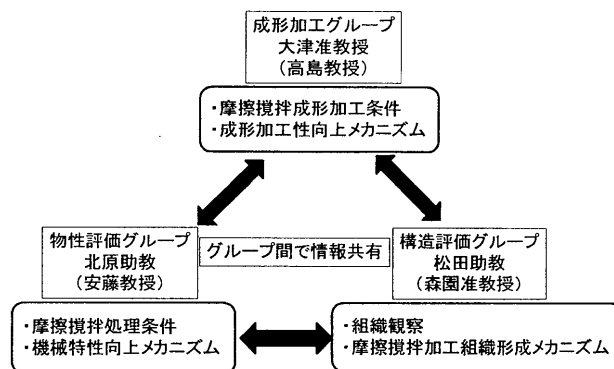 成形加工グループ
大津准教授
(高島教授)
・摩擦撹拌成形加工条件
・成形加工性向上メカニズム
物性評価グループ
北原助教
(安藤教授)
グループ間で情報共有
構造評価グループ
松田助教
(森園准教授)
・摩擦撹拌処理条件
・機械特性向上メカニズム
・組織観察
・摩擦撹拌加工組織形成メカニズム